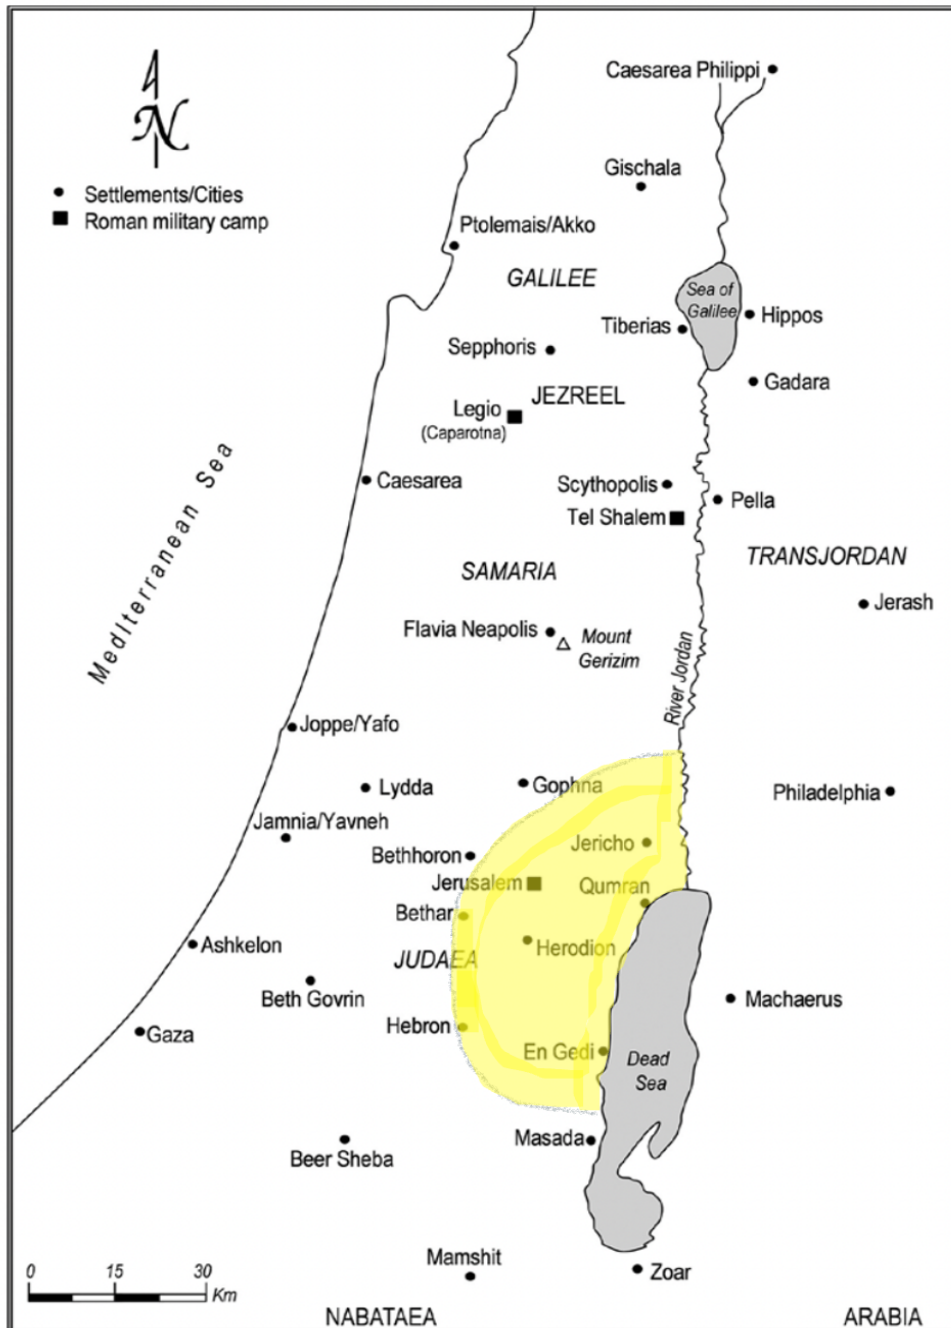 N
Settlements/Cities
Roman military camp
Caesarea Philippi
Gischala
Ptolemais/Akko
GALILEE
Sea of
Galilee
Hippos
Tiberias
Sepphoris
Gadara
JEZREEL
Legio
(Caparotna)
Mediterranean Sea
Caesarea
Scythopolis
Pella
Tel Shalem
TRANSJORDAN
SAMARIA
Jerash
Flavia Neapolis
Mount
Gerizim
River Jordan
Joppe/Yafo
Lydda
Gophna
Philadelphia
Jamnia/Yavneh
Jericho
Bethhoron
Jerusalem
Qumran
Bethar
Ashkelon
Herodion
JUDAEA
Beth Govrin
Machaerus
Hebron
Gaza
En Gedi
Dead
Sea
Masada
Beer Sheba
Mamshit
Zoar
0 15 30
Km
NABATAEA
ARABIA